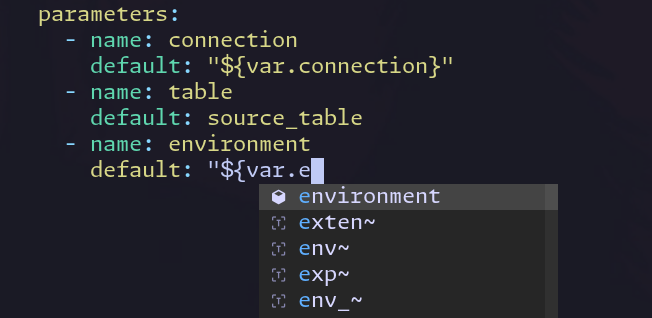 parameters:
- name: connection
default: "${var.connection}"
- name: table
default: source_table
- name: environment
default: "${var.e
environment
exten~
env~
exp~
env_~